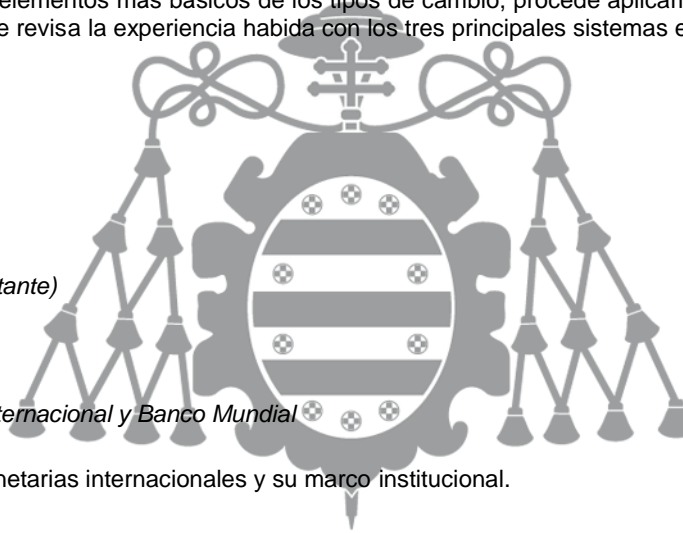 elementos más básicos de los tipos de cambio, procede aplican
e revisa la experiencia habida con los tres principales sistemas e
tante)
ternacional y Banco Mundial
netarias internacionales y su marco institucional.